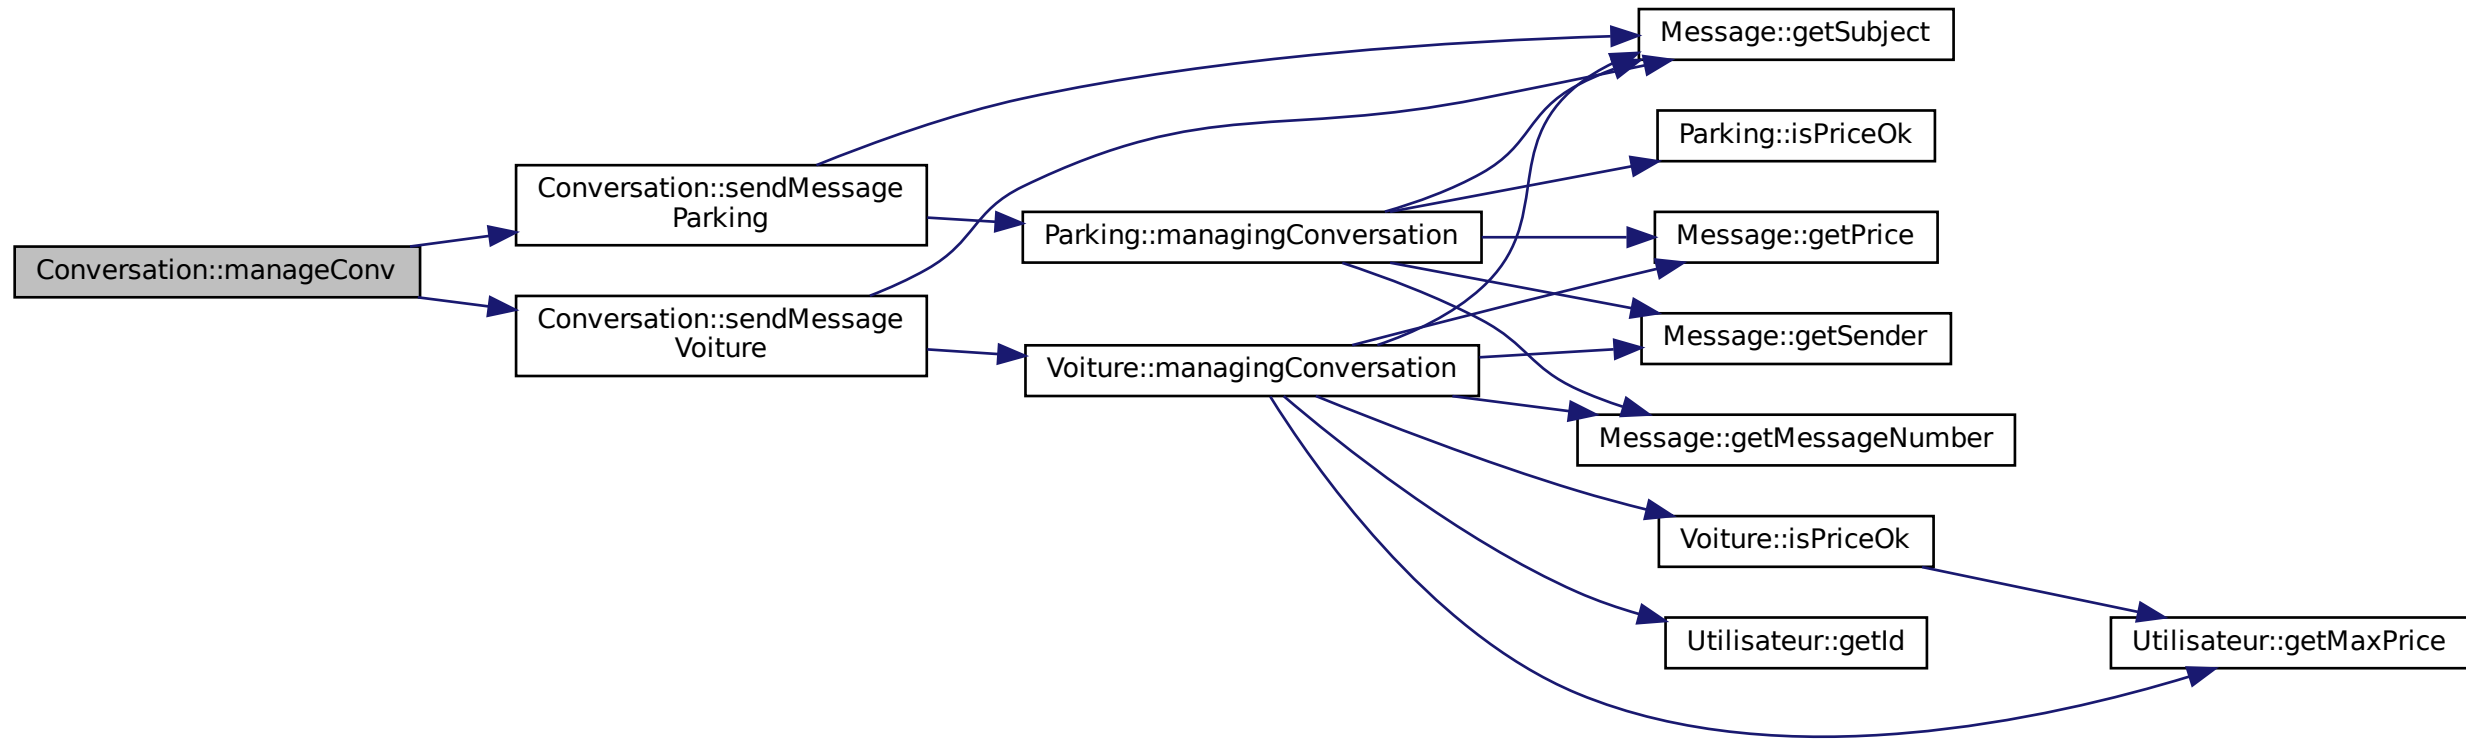 Conversation::manageConv
Conversation::sendMessage
Parking
Conversation::sendMessage
Voiture
Parking::managingConversation
Voiture::managingConversation
Message::getSubject
Parking::isPriceOk
Message::getPrice
Message::getSender
Message::getMessageNumber
Voiture::isPriceOk
Utilisateur::getId
Utilisateur::getMaxPrice